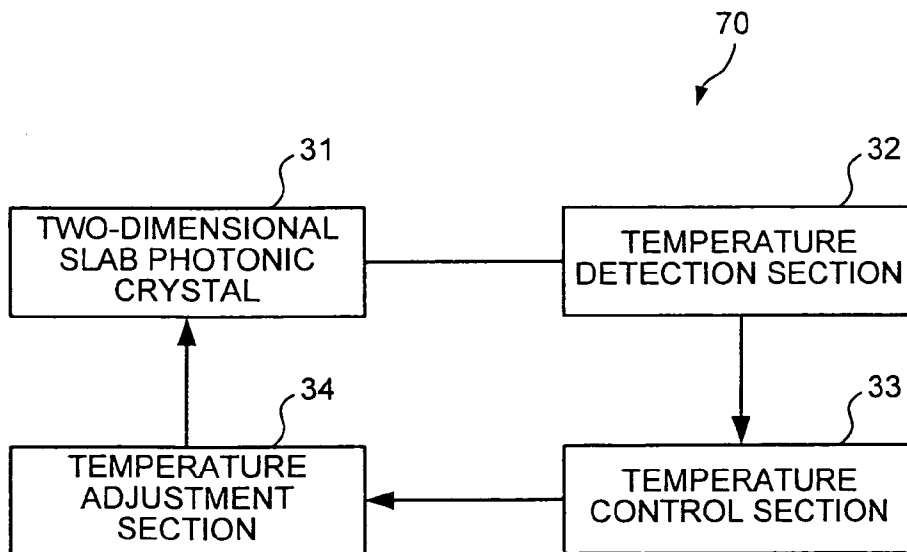 70
31
32
TWO-DIMENSIONAL
SLAB PHOTONIC
CRYSTAL
TEMPERATURE
DETECTION SECTION
34
33
TEMPERATURE
ADJUSTMENT
SECTION
TEMPERATURE
CONTROL SECTION